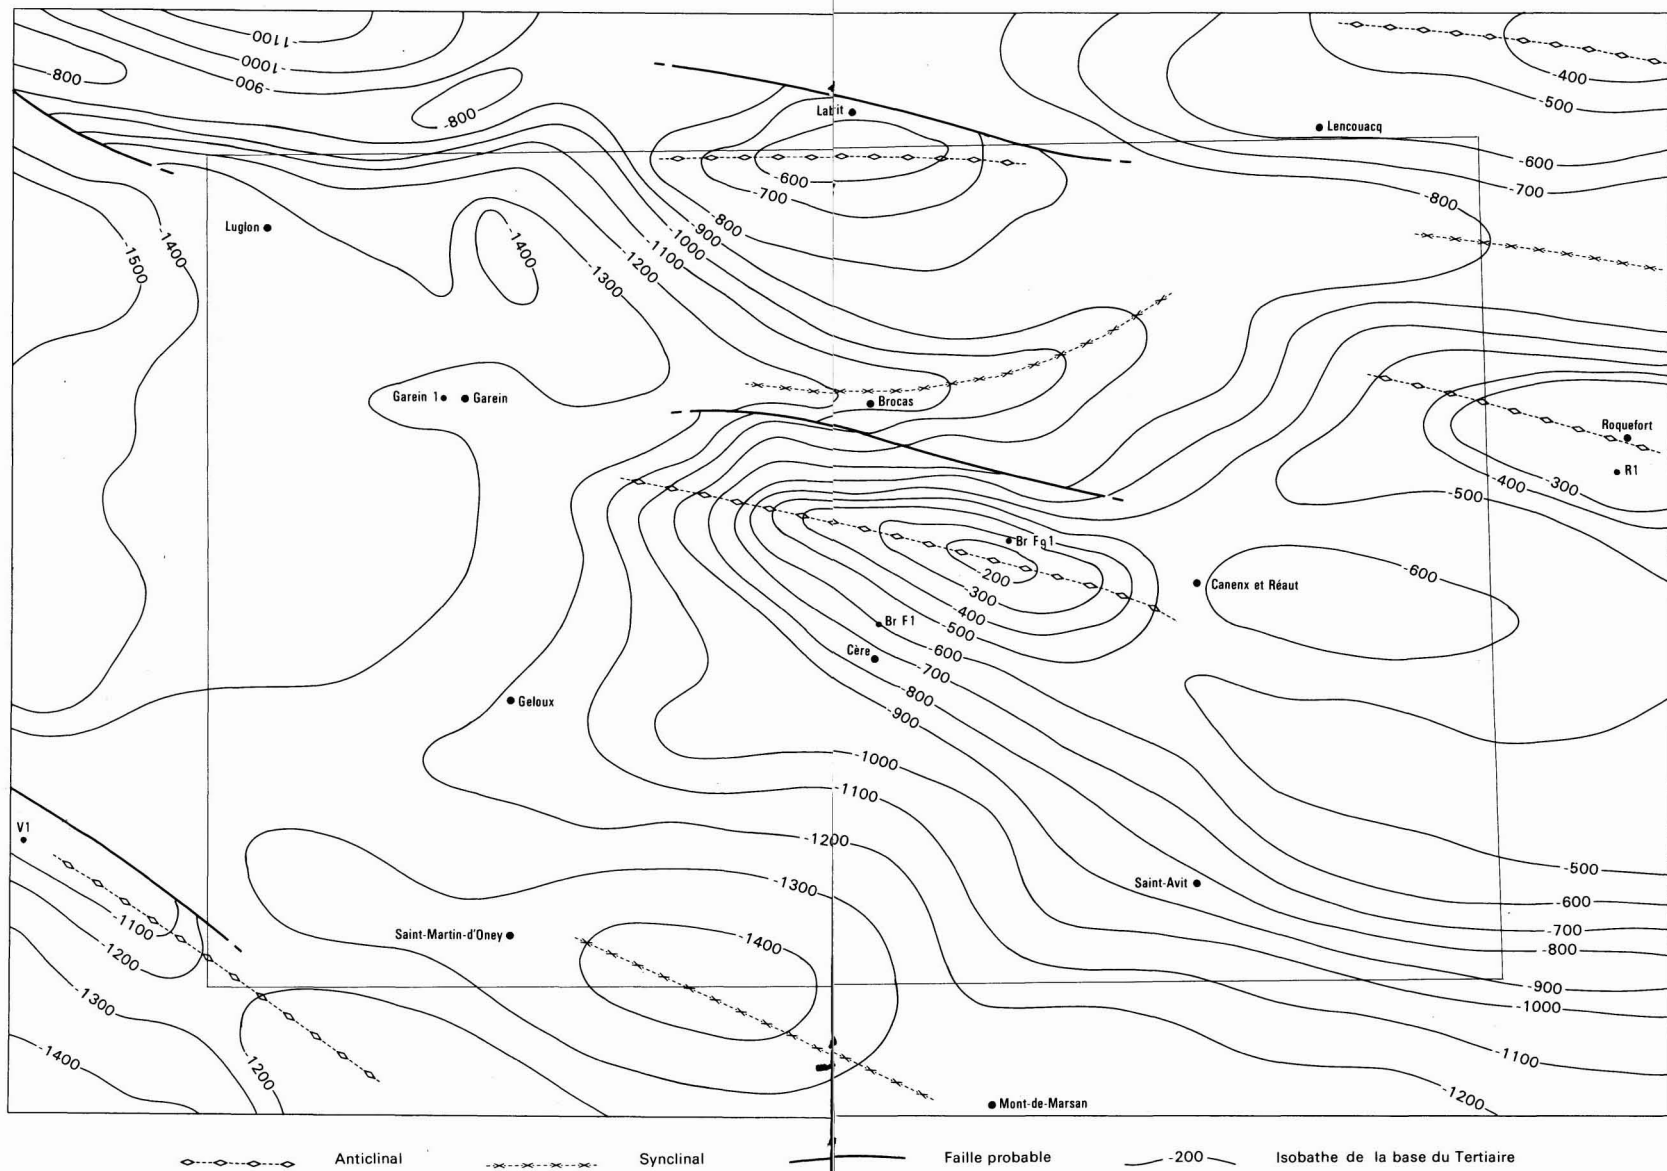 -1100
-1000
-900
-800
-800
-400
-500
Labrit
Lencouacq
-600
-700
-600
-700
-800
-800
-900
-1000
-1100
-1200
-1300
-1400
-1400
-1500
Luglon
Garein 1
Garein
Brocas
Roquefort
R1
-300
-400
-500
Br Fg1
-200
-300
-400
-500
-600
-700
-800
-900
-1000
-1100
-1200
-1300
-1400
-600
Canenx et Réaut
Br F1
Cère
Geloux
V1
-1100
-1200
-1300
-1400
-1200
Saint-Martin-d'Oney
Saint-Avit
-500
-600
-700
-800
-900
-1000
-1100
-1200
Mont-de-Marsan
Anticlinal
Synclinal
Faille probable
-200
Isobathe de la base du Tertiaire